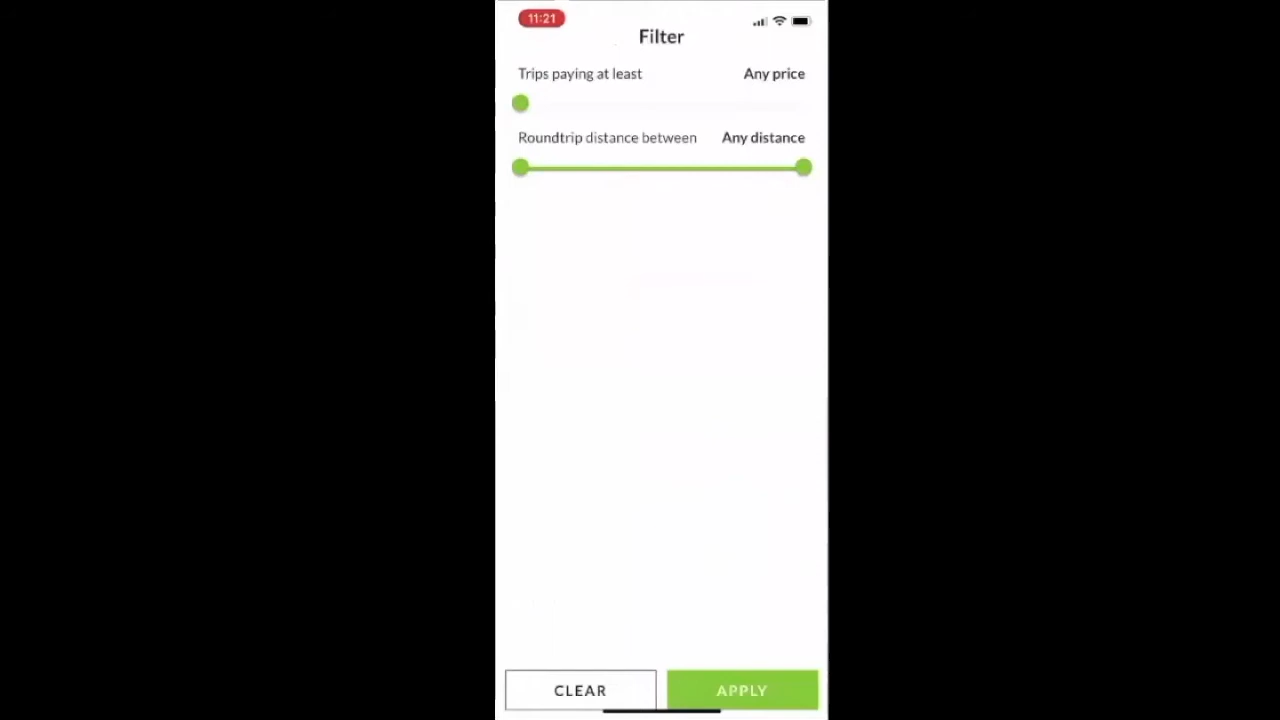 11:21
Filter
Trips paying at least Any price
Roundtrip distance between Any distance
CLEAR APPLY